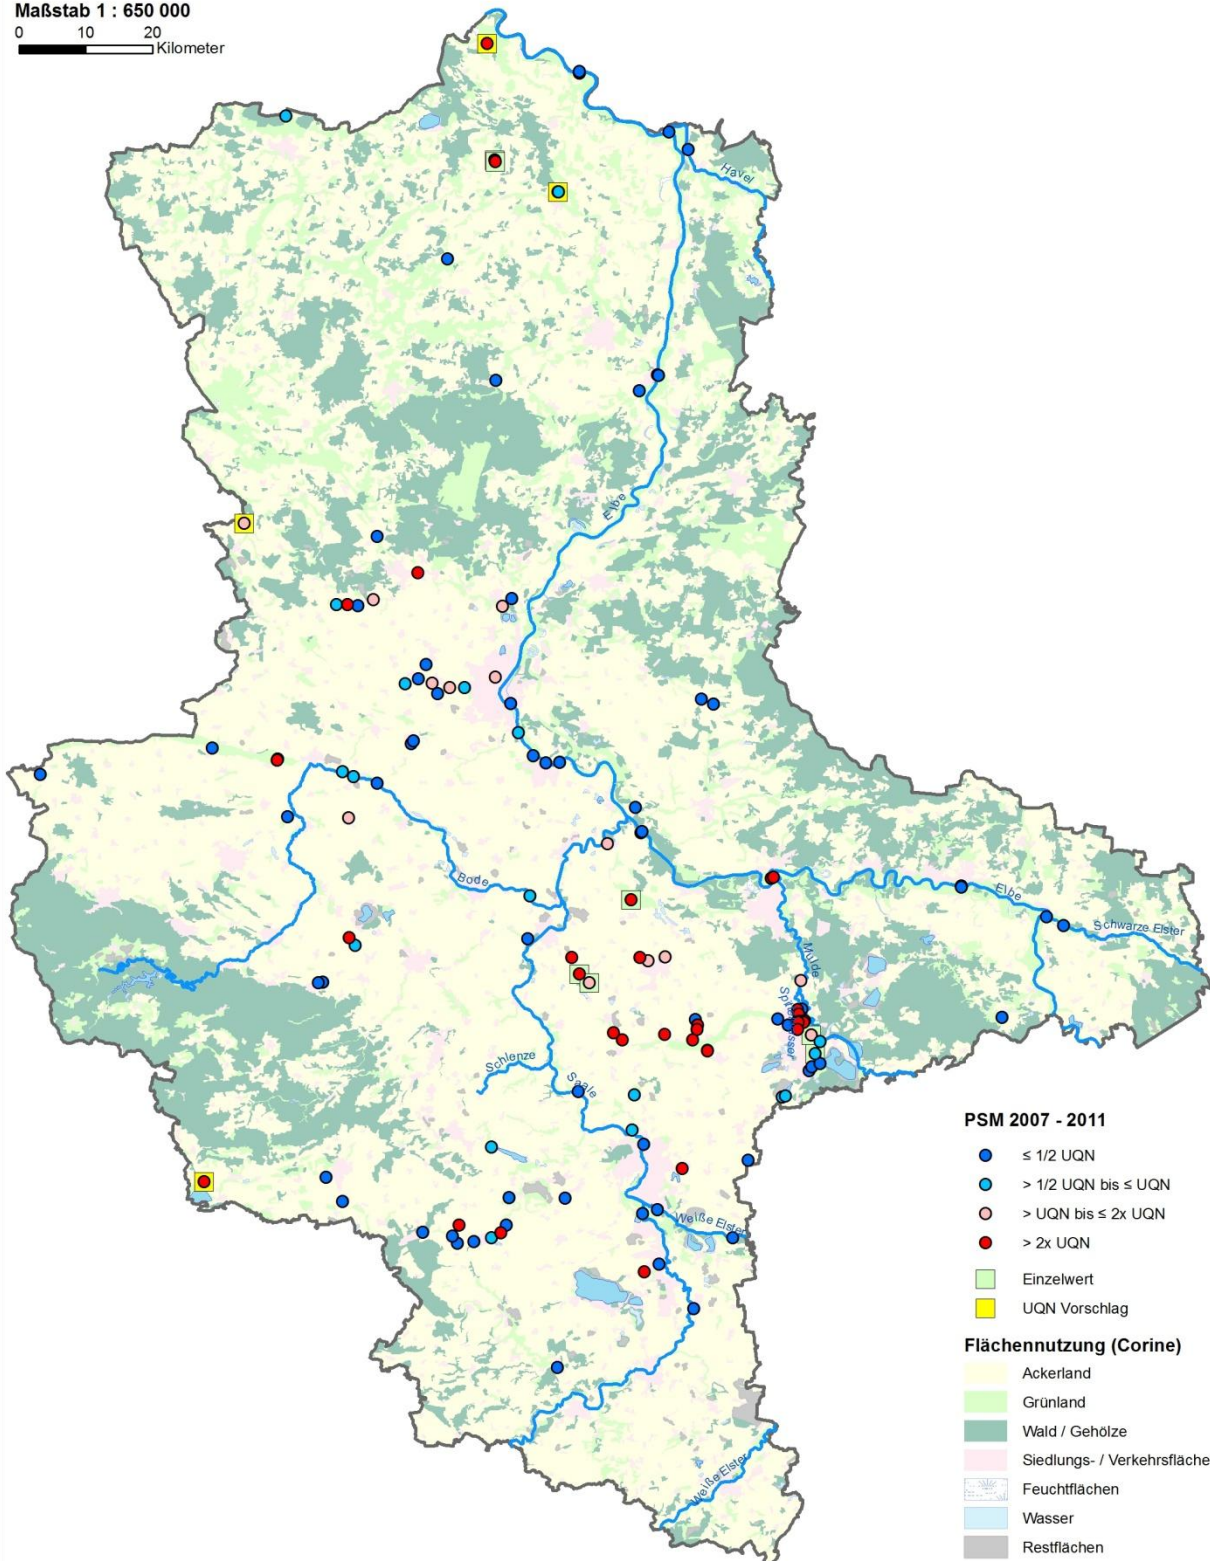 Maßstab 1 : 650 000
0 10 20
Kilometer
Havel
Elbe
Bode
Elbe
Schwarze Elster
Mulde
Spittelwasser
Schlenze
Saale
Weiße Elster
Weiße Elster
PSM 2007 - 2011
≤ 1/2 UQN
> 1/2 UQN bis ≤ UQN
> UQN bis ≤ 2x UQN
> 2x UQN
Einzelwert
UQN Vorschlag
Flächennutzung (Corine)
Ackerland
Grünland
Wald / Gehölze
Siedlungs- / Verkehrsfläche
Feuchtflächen
Wasser
Restflächen